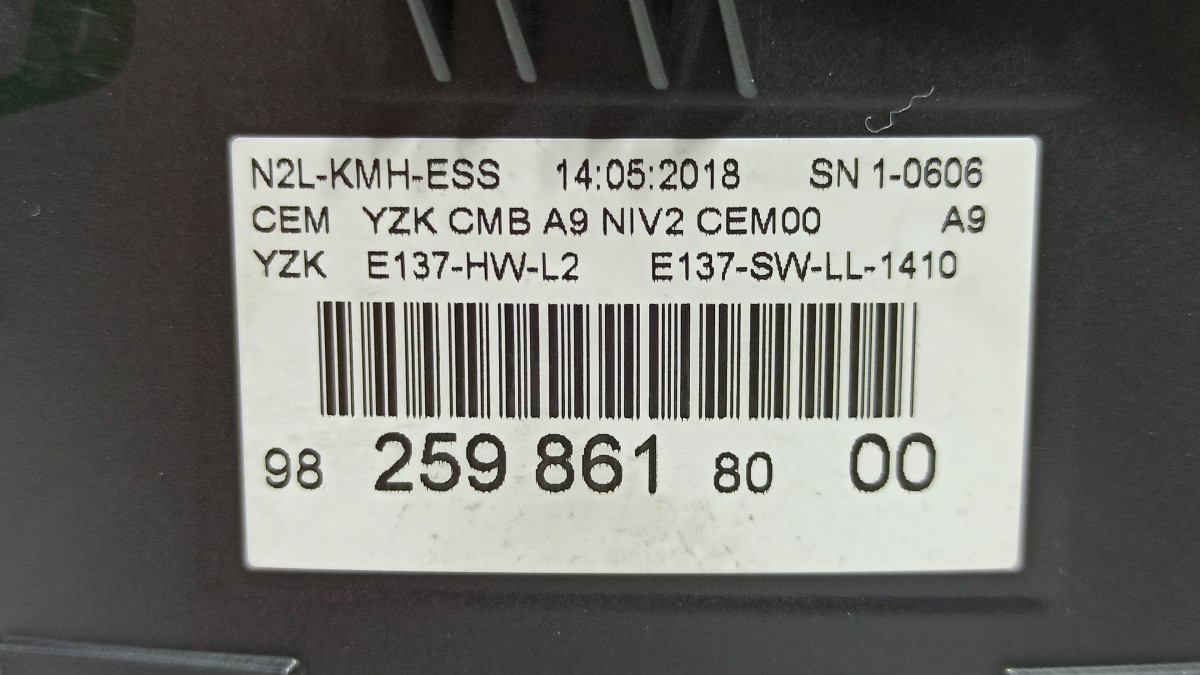 N2L-KMH-ESS 14:05:2018 SN 1-0606
CEM YZK CMB A9 NIV2 CEM00 A9
YZK E137-HW-L2 E137-SW-LL-1410
98 259 861 80 00